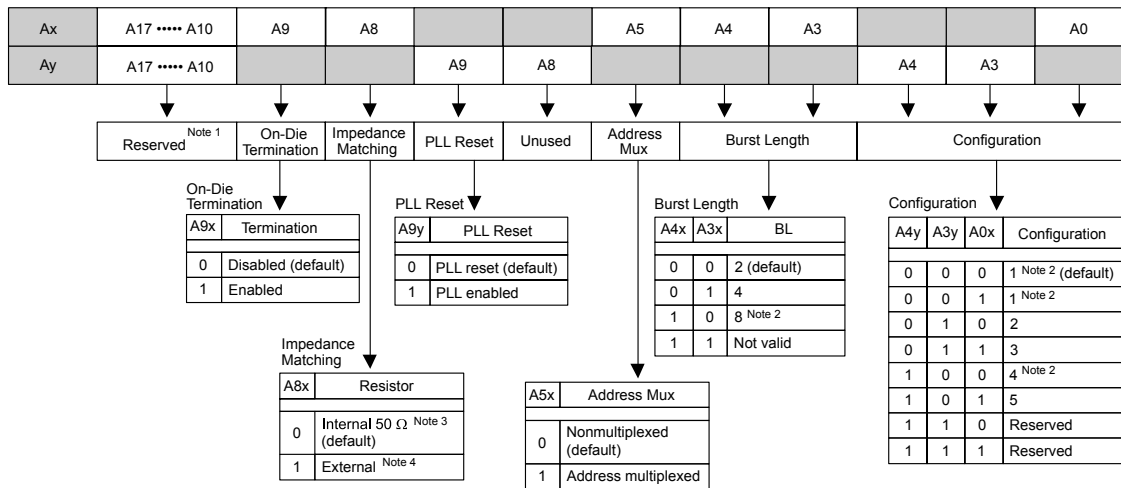 Ax A17 ••••• A10 A9 A8 A5 A4 A3 A0
Ay A17 ••••• A10 A9 A8 A4 A3
Reserved Note 1
On-Die
Termination
Impedance
Matching
PLL Reset
Unused
Address
Mux
Burst Length
Configuration
On-Die
Termination
A9x Termination
0 Disabled (default)
1 Enabled
PLL Reset
A9y PLL Reset
0 PLL reset (default)
1 PLL enabled
Burst Length
A4x A3x BL
0 0 2 (default)
0 1 4
1 0 8 Note 2
1 1 Not valid
Configuration
A4y A3y A0x Configuration
0 0 0 1 Note 2 (default)
0 0 1 1 Note 2
0 1 0 2
0 1 1 3
1 0 0 4 Note 2
1 0 1 5
1 1 0 Reserved
1 1 1 Reserved
Impedance
Matching
A8x Resistor
0 Internal 50 Ω Note 3
(default)
1 External Note 4
A5x Address Mux
0 Nonmultiplexed
(default)
1 Address multiplexed